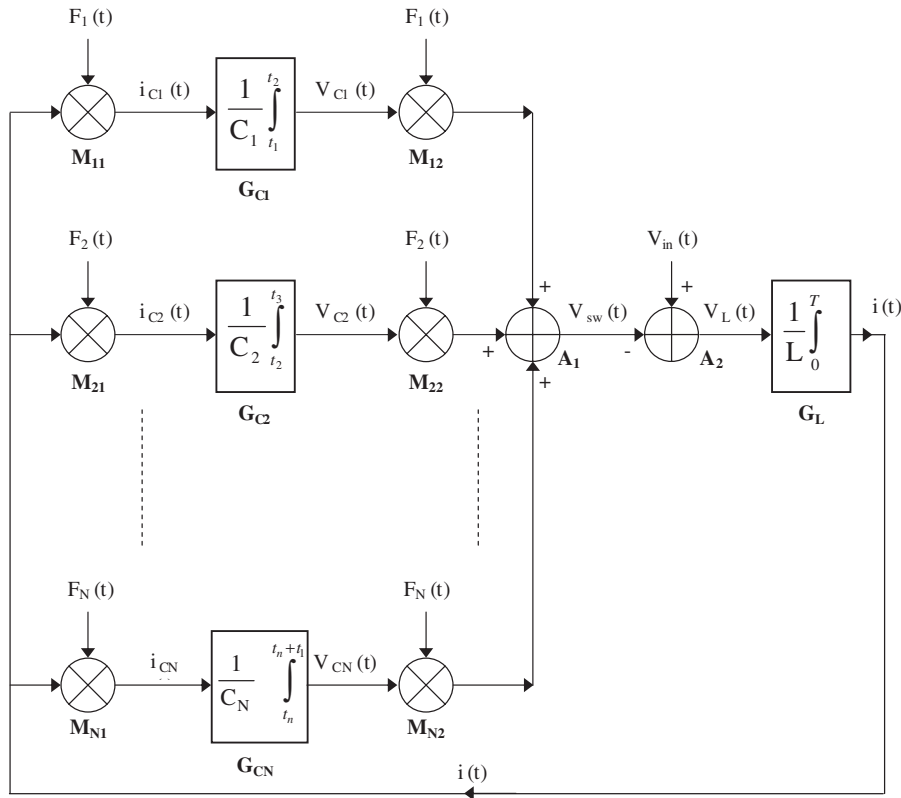 F₁(t) F₁(t)
i_C1(t) 1/C₁ ∫_{t₁}^{t₂} V_C1(t)
M₁₁ M₁₂
G_C1
F₂(t) F₂(t) V_in(t)
i_C2(t) 1/C₂ ∫_{t₂}^{t₃} V_C2(t) + V_sw(t) + V_L(t) 1/L ∫_0^T i(t)
+ - 
M₂₁ M₂₂ A₁ A₂
+
G_C2 G_L
F_N(t) F_N(t)
i_CN 1/C_N ∫_{t_n}^{t_n+t_1} V_CN(t)
M_N1 M_N2
G_CN
i(t)